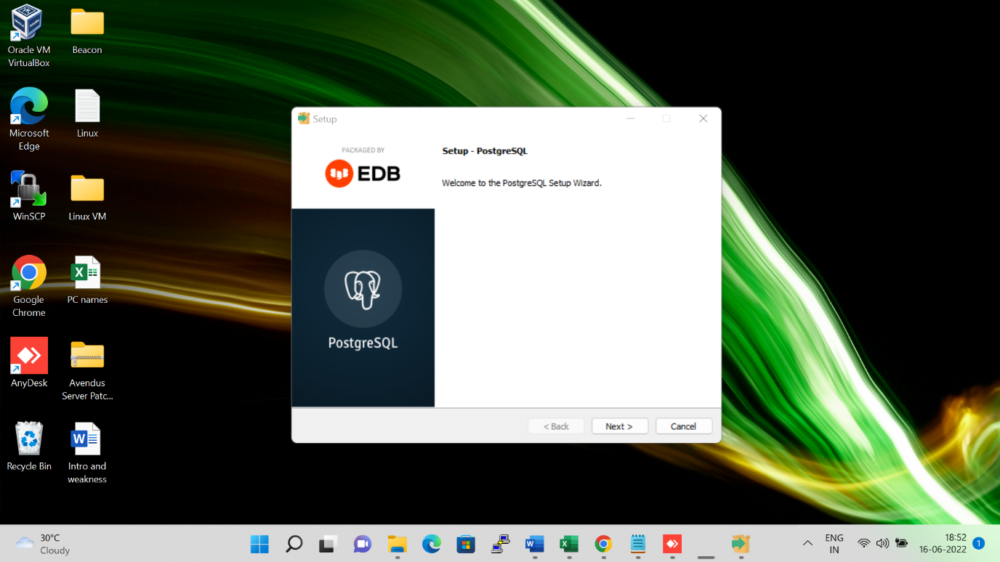 Oracle VM
VirtualBox
Beacon
Microsoft
Edge
Linux
WinSCP
Linux VM
Google
Chrome
PC names
AnyDesk
Avendus
Server Patc...
Recycle Bin
Intro and
weakness
Setup
PACKAGED BY
EDB
Setup - PostgreSQL
Welcome to the PostgreSQL Setup Wizard.
PostgreSQL
< Back
Next >
Cancel
30°C
Cloudy
ENG
IN
18:52
16-06-2022
1